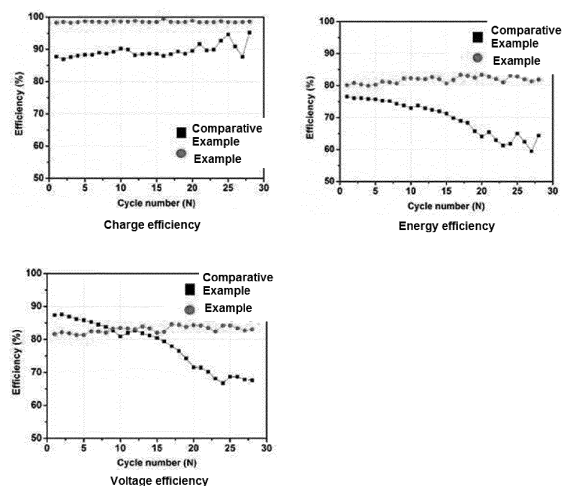 100
90
80
70
60
50
Efficiency (%)
Comparative
Example
Example
0 5 10 15 20 25 30
Cycle number (N)
Charge efficiency
100
90
80
70
60
50
Efficiency (%)
Comparative
Example
Example
0 5 10 15 20 25 30
Cycle number (N)
Energy efficiency
100
90
80
70
60
50
Efficiency (%)
Comparative
Example
Example
0 5 10 15 20 25 30
Cycle number (N)
Voltage efficiency